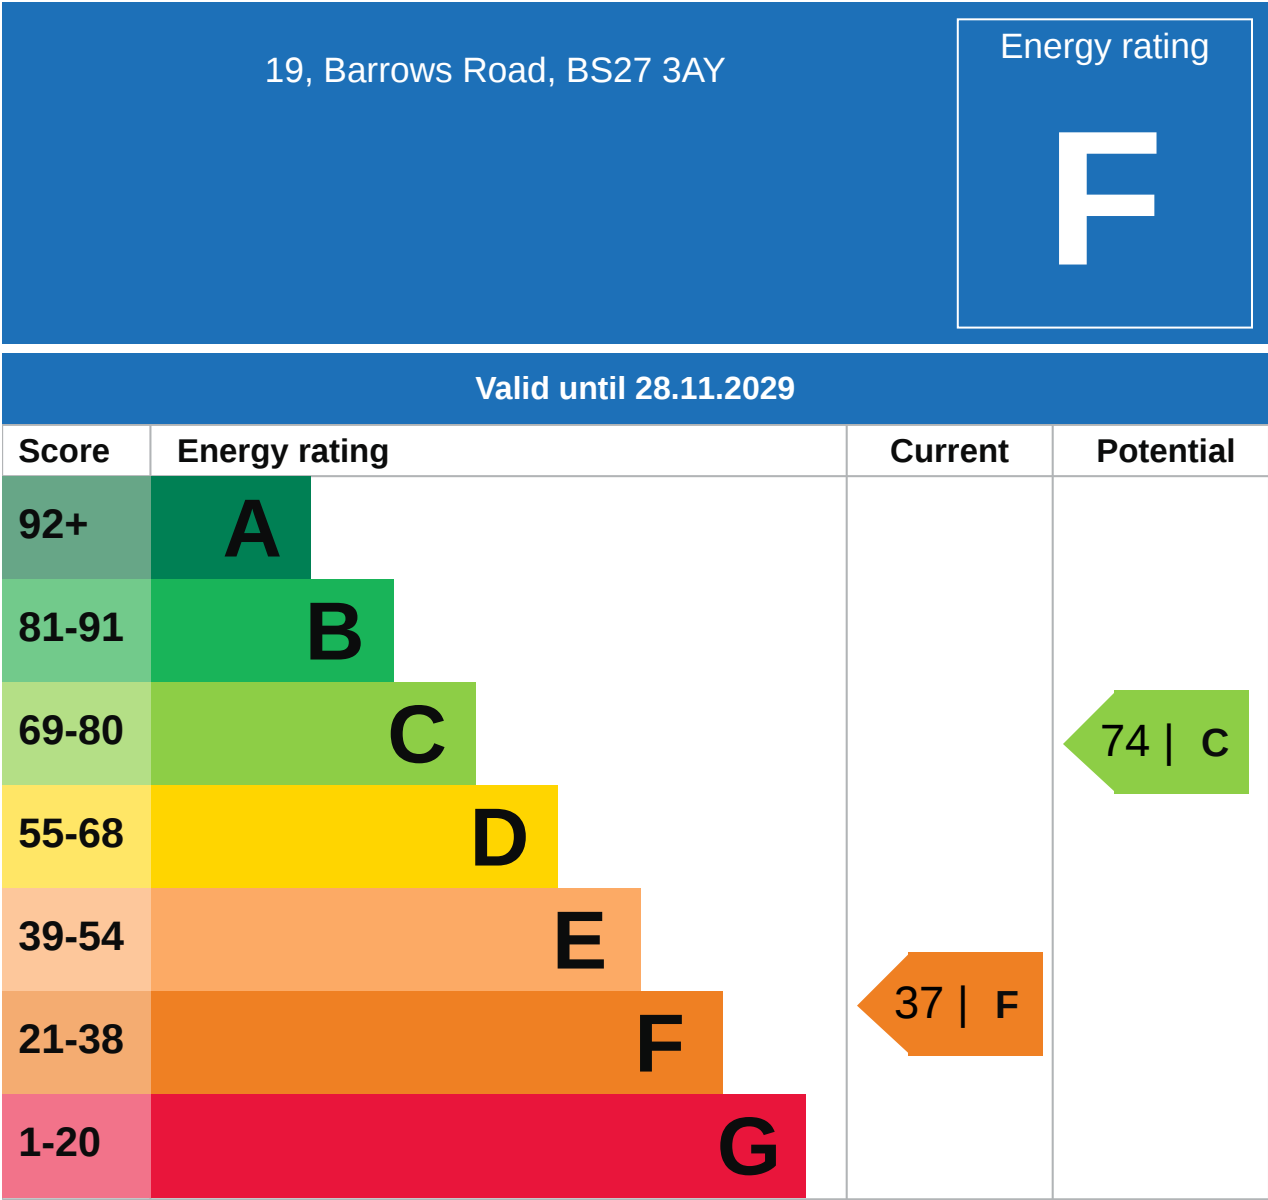 19, Barrows Road, BS27 3AY
Energy rating
F
Valid until 28.11.2029
Score Energy rating Current Potential
92+ A
81-91 B
69-80 C
74 | C
55-68 D
39-54 E
37 | F
21-38 F
1-20 G